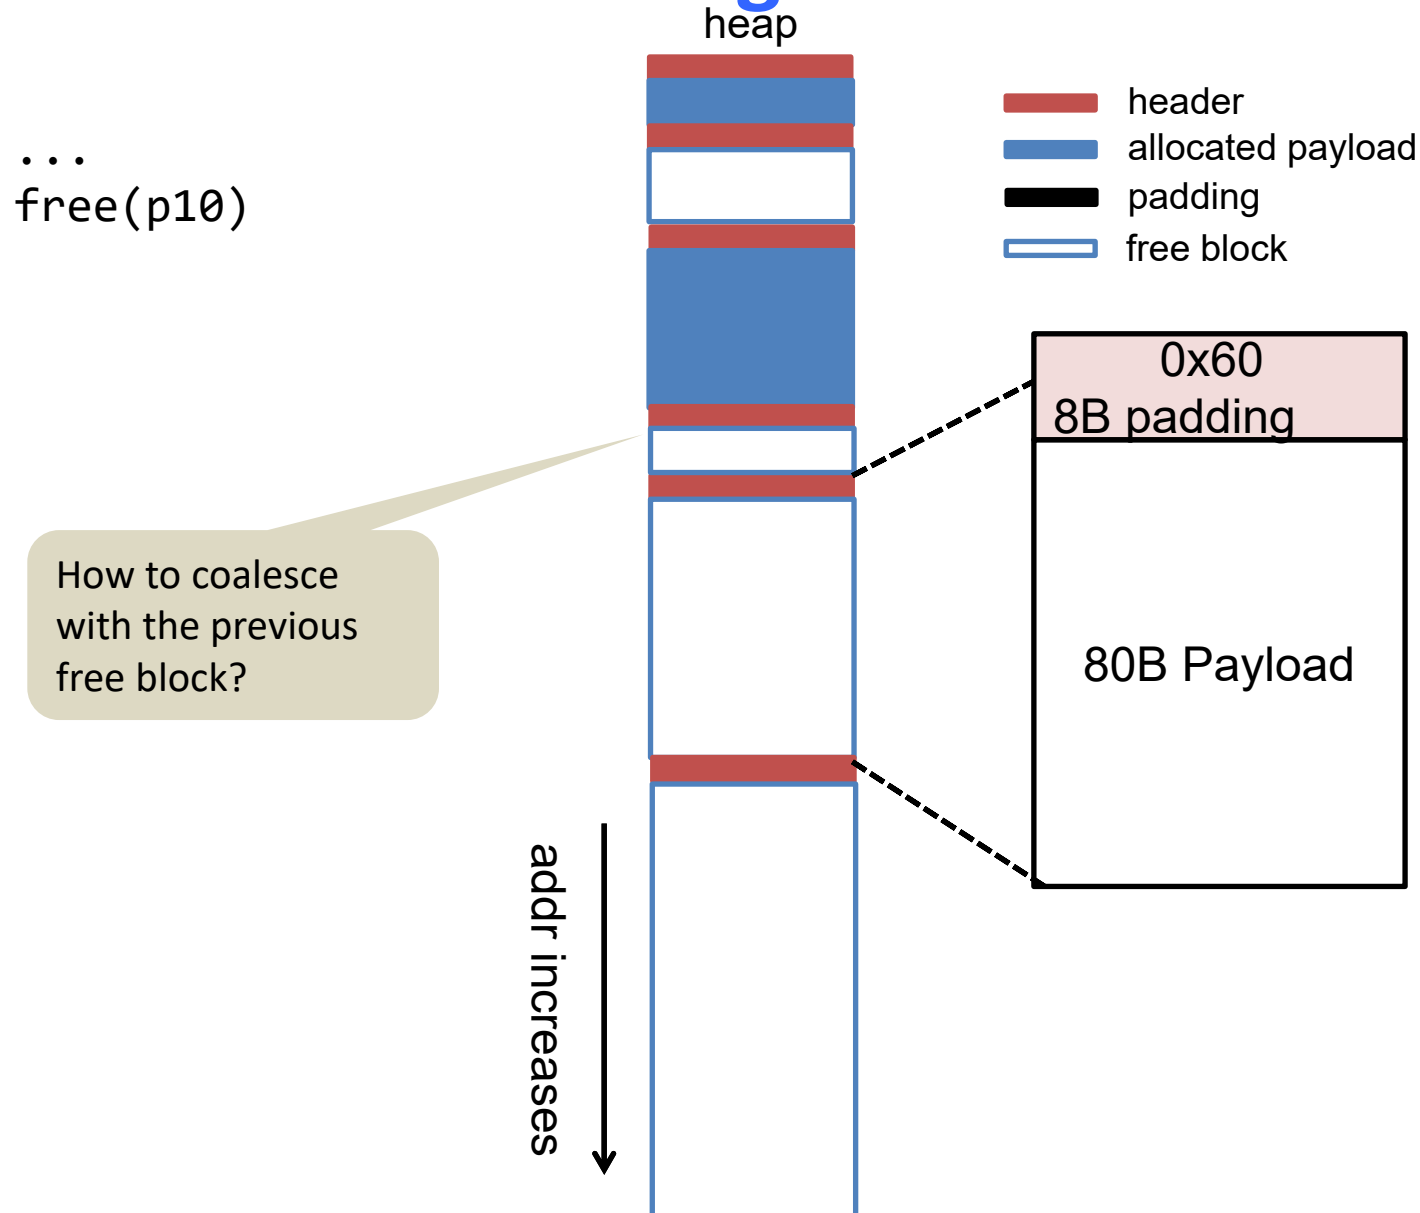 heap
header
allocated payload
padding
free block
...
free(p10)
0x60
8B padding
80B Payload
How to coalesce
with the previous
free block?
addr increases